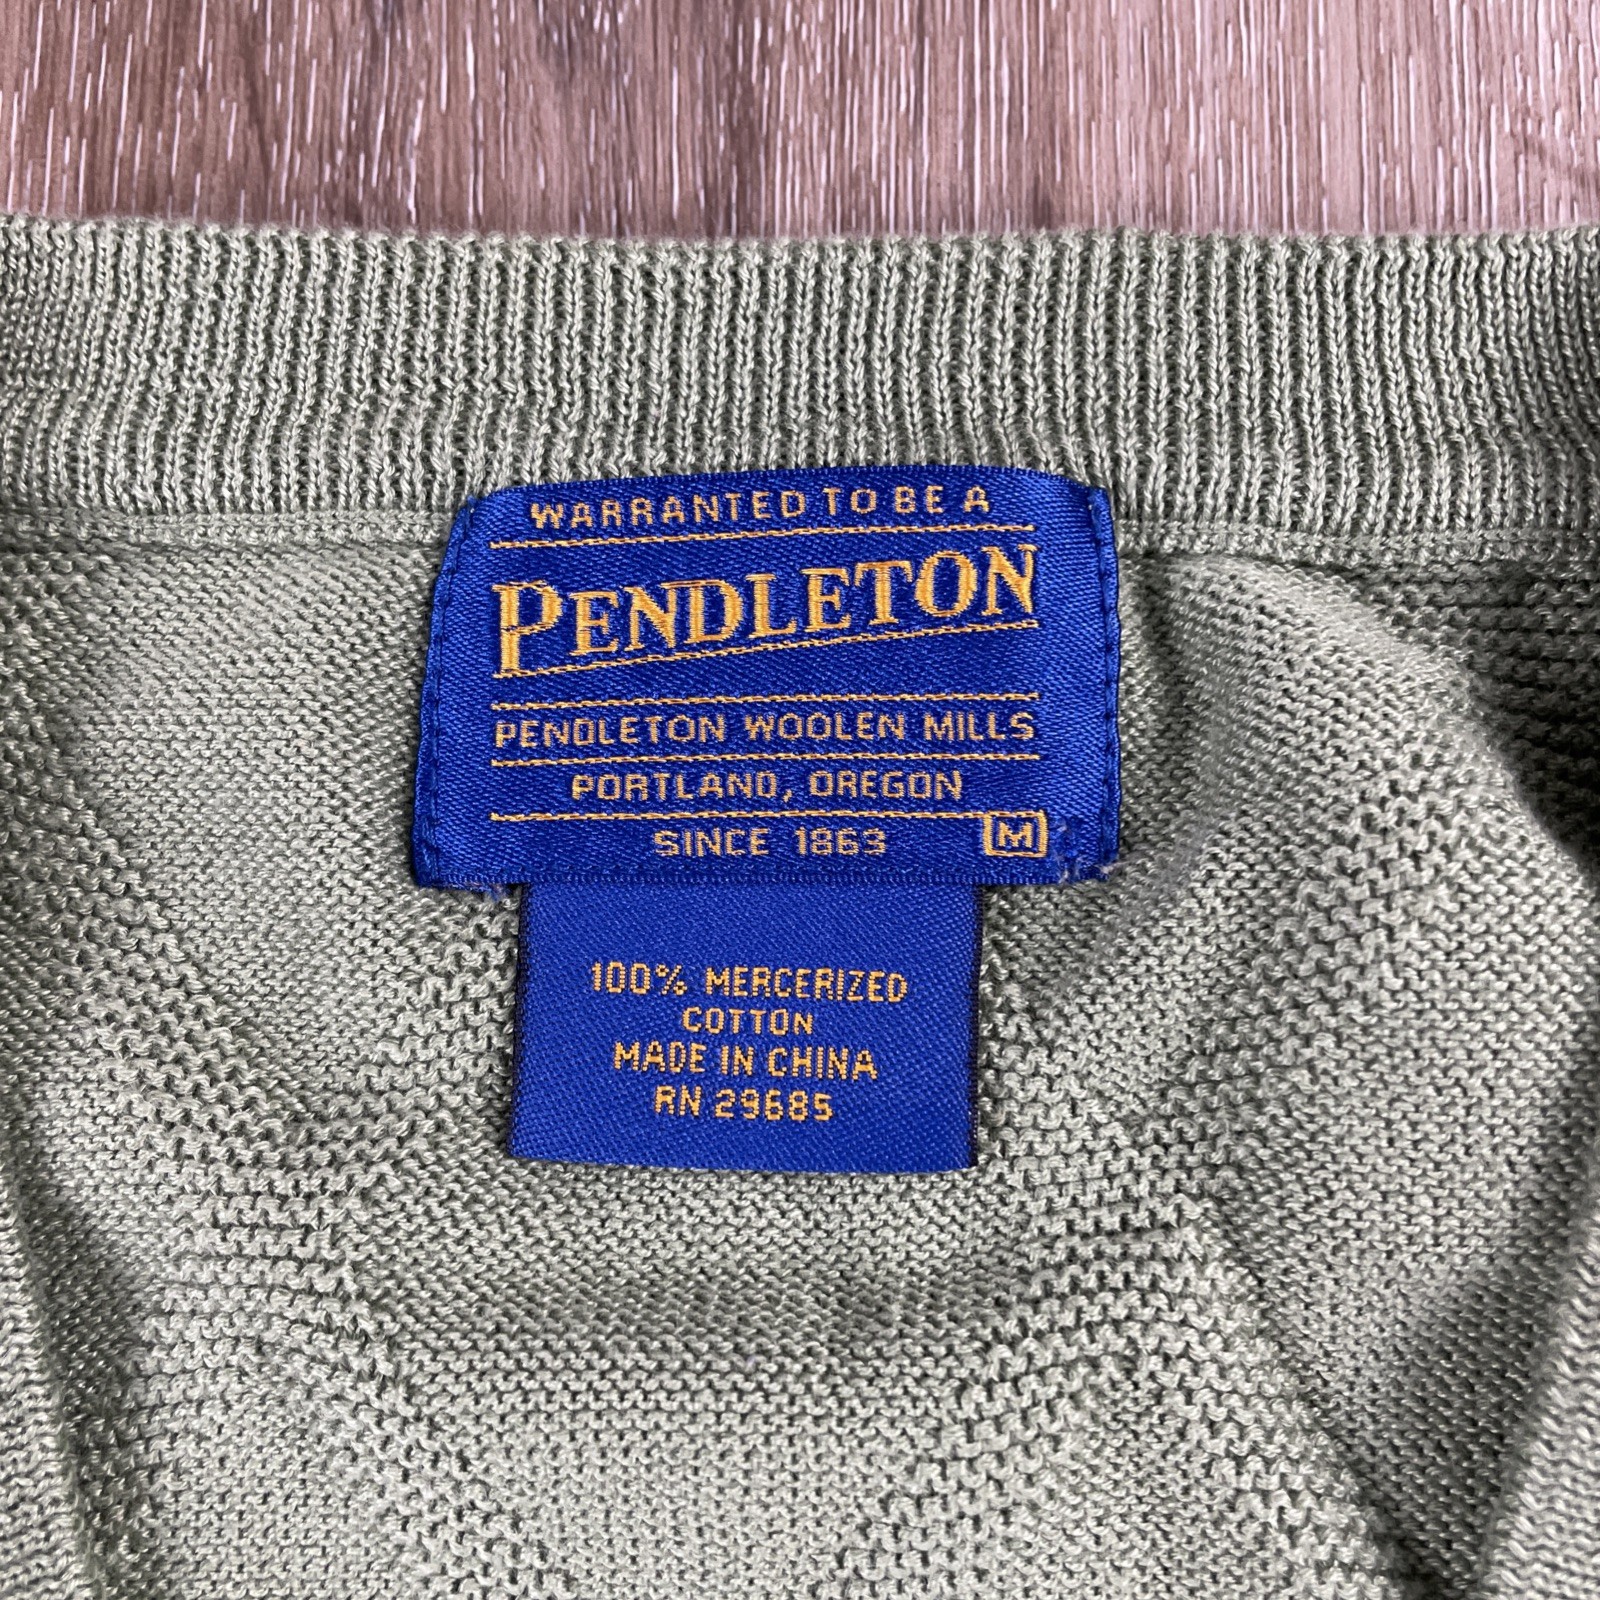 WARRANTED TO BE A
PENDLETON
PENDLETON WOOLEN MILLS
PORTLAND, OREGON
SINCE 1863 M
100% MERCERIZED
COTTON
MADE IN CHINA
RN 29685